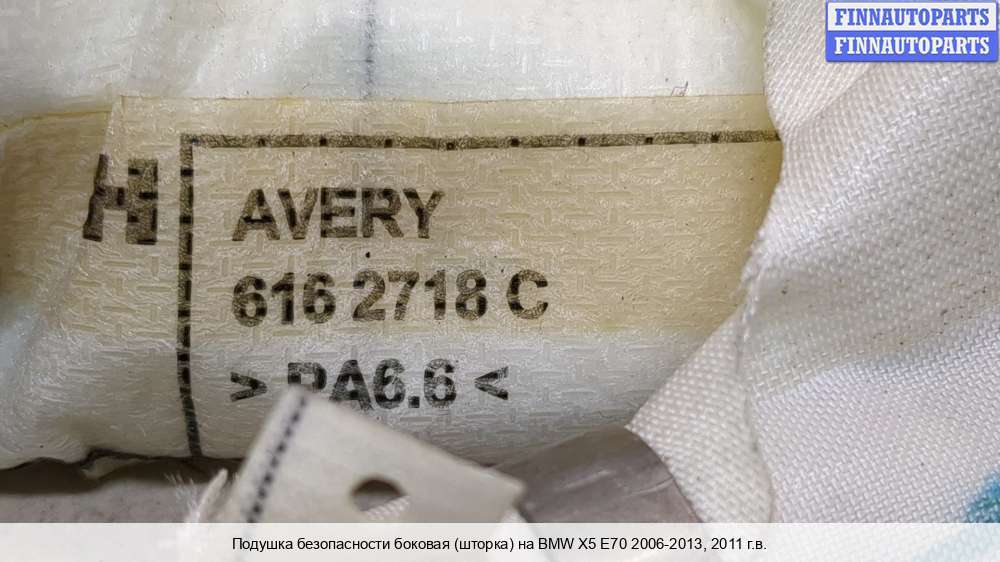 FINNAUTOPARTS
FINNAUTOPARTS
H
AVERY
616 2718 C
> PA6.6 <
Подушка безопасности боковая (шторка) на BMW X5 E70 2006-2013, 2011 г.в.